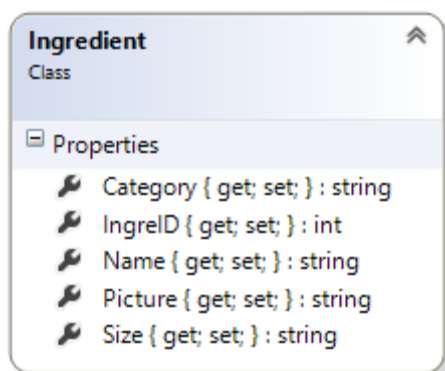 Ingredient
Class
Properties
Category { get; set; } : string
IngreID { get; set; } : int
Name { get; set; } : string
Picture { get; set; } : string
Size { get; set; } : string